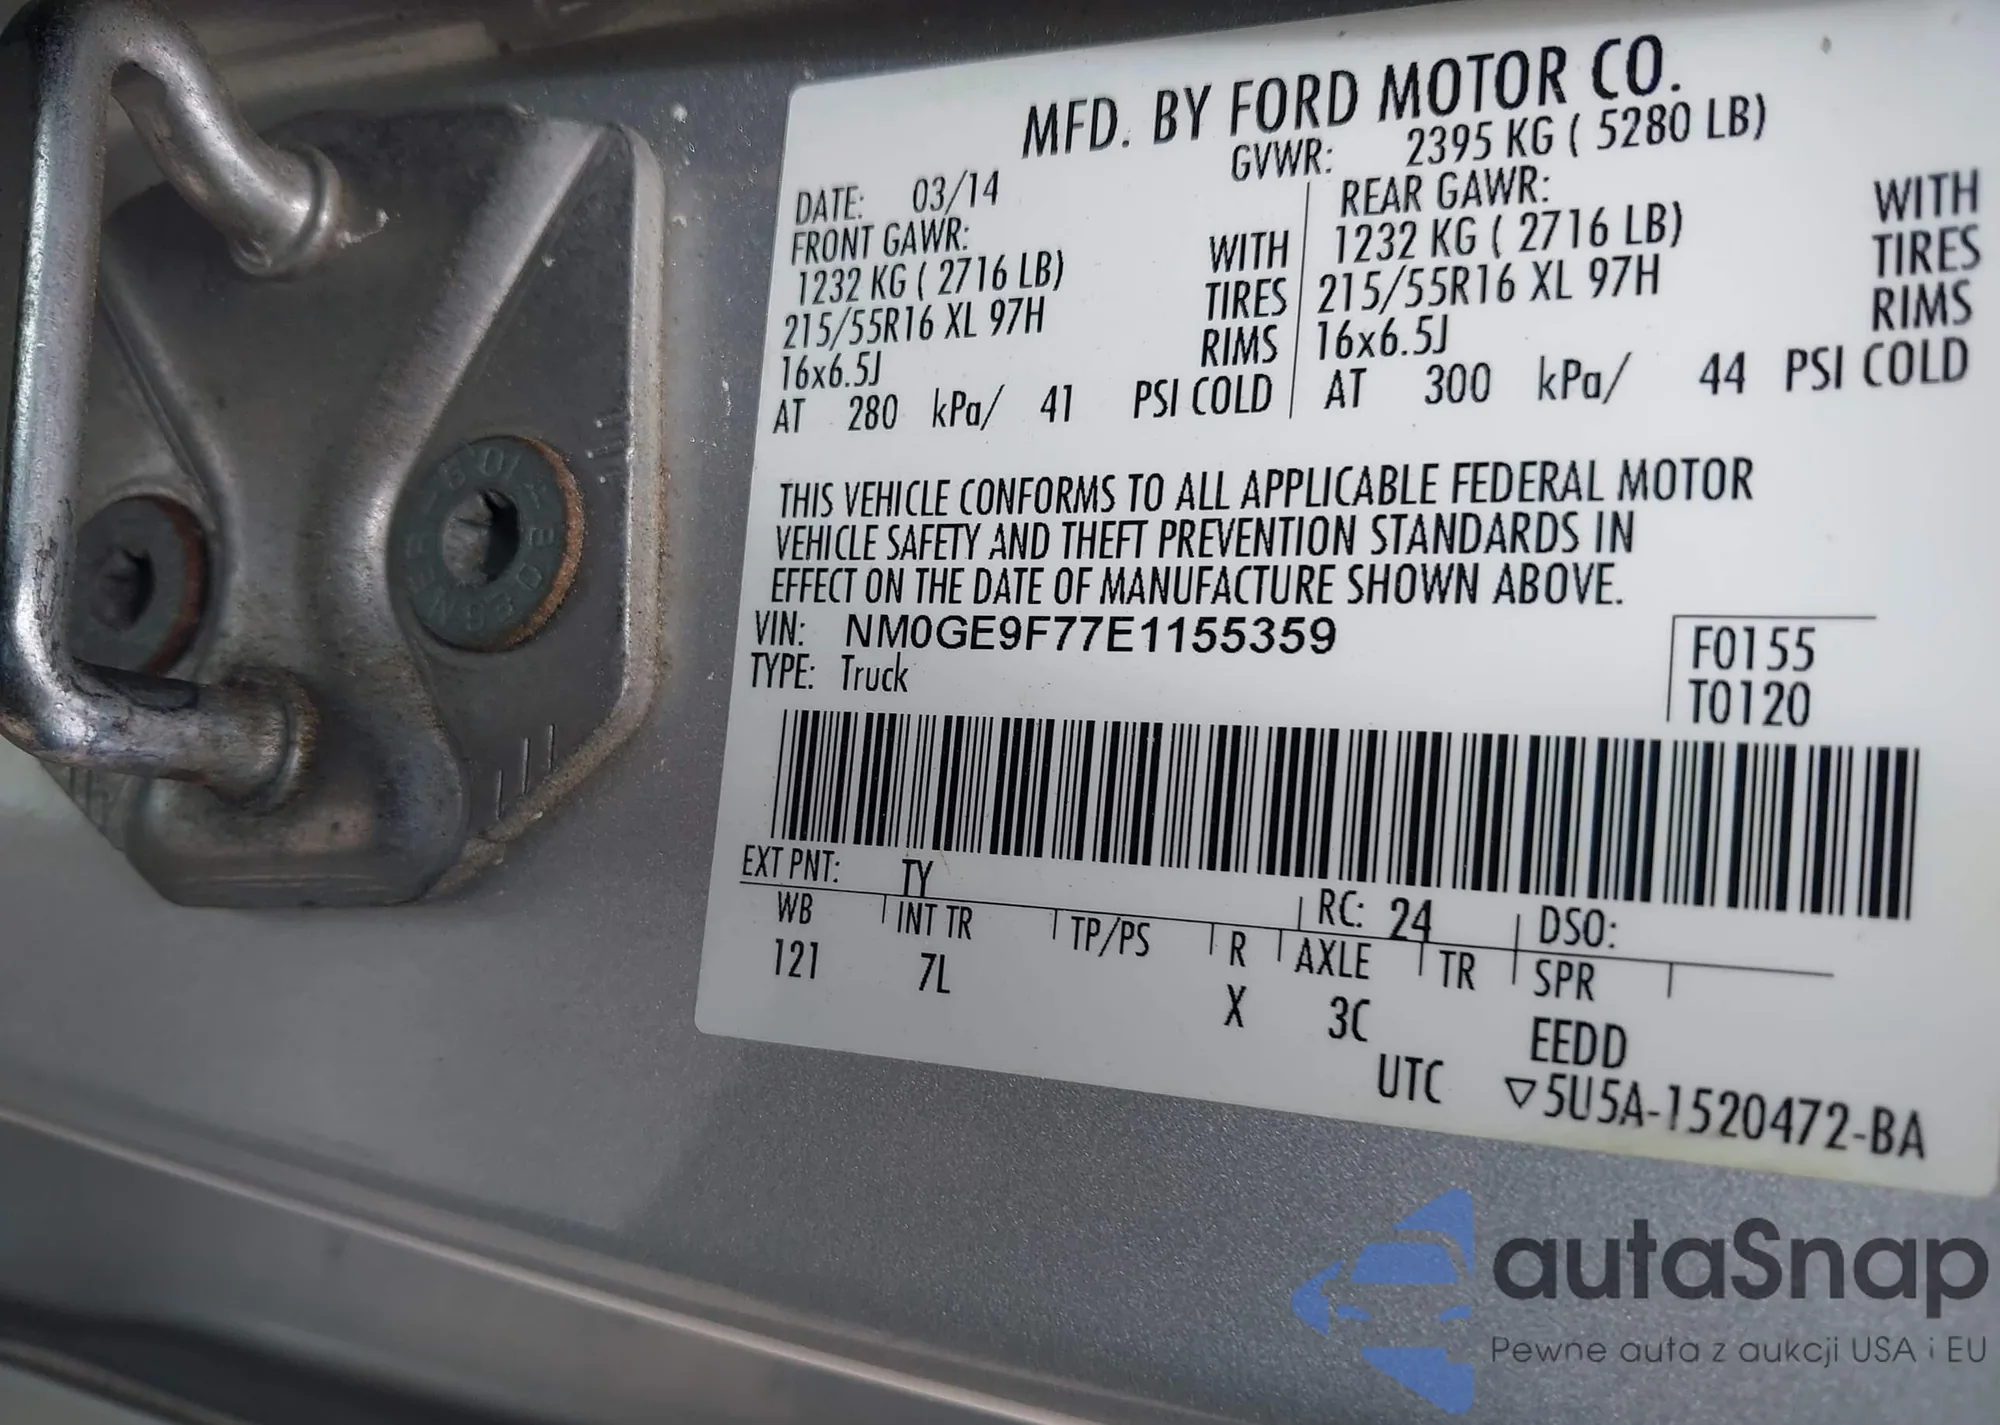 MFD. BY FORD MOTOR CO.
DATE: 03/14 GVWR: 2395 KG ( 5280 LB)
FRONT GAWR: REAR GAWR:
1232 KG ( 2716 LB) WITH 1232 KG ( 2716 LB) WITH
215/55R16 XL 97H TIRES 215/55R16 XL 97H TIRES
16x6.5J RIMS 16x6.5J RIMS
AT 280 kPa/ 41 PSI COLD AT 300 kPa/ 44 PSI COLD
THIS VEHICLE CONFORMS TO ALL APPLICABLE FEDERAL MOTOR
VEHICLE SAFETY AND THEFT PREVENTION STANDARDS IN
EFFECT ON THE DATE OF MANUFACTURE SHOWN ABOVE.
VIN: NM0GE9F77E1155359 F0155
TYPE: Truck T0120
EXT PNT: TY RC: 24 DSO:
WB INT TR TP/PS R AXLE TR SPR
121 7L X 3C EEDD
UTC ▽5U5A-1520472-BA
autaSnap
Pewne auta z aukcji USA i EU